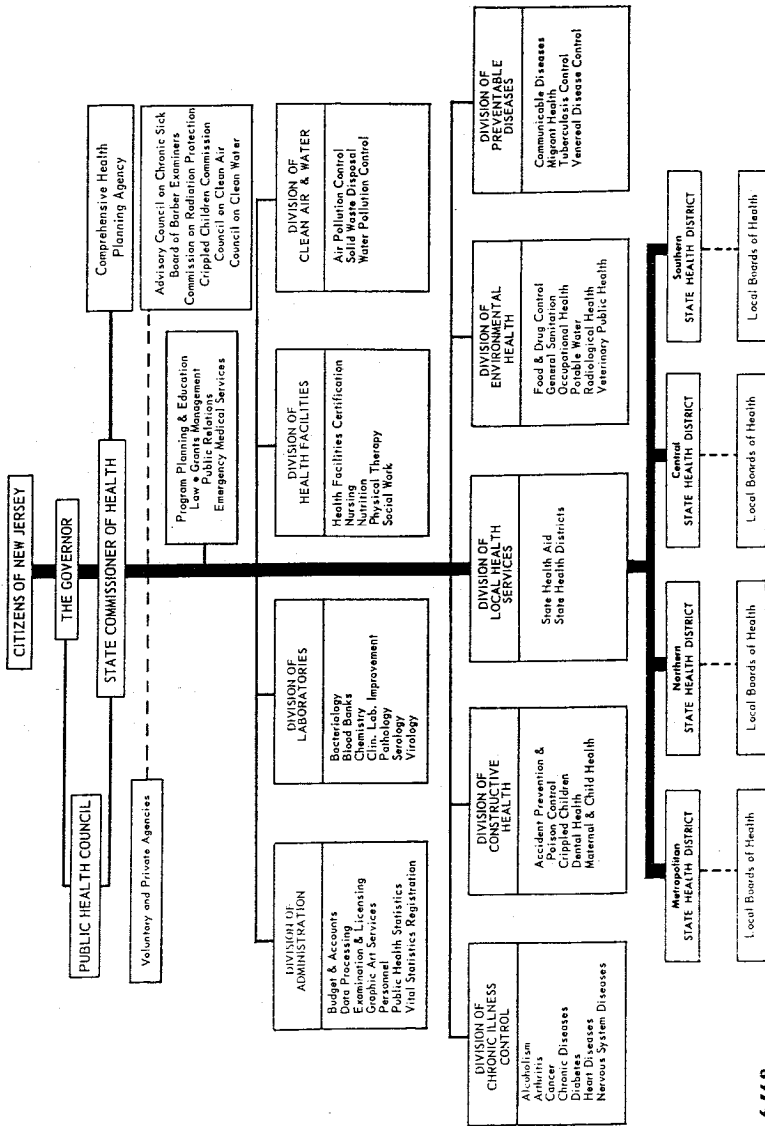 CITIZENS OF NEW JERSEY
THE GOVERNOR
PUBLIC HEALTH COUNCIL
STATE COMMISSIONER OF HEALTH
Comprehensive Health
Planning Agency
Voluntary and Private Agencies
Advisory Council on Chronic Sick
Board of Barber Examiners
Commission on Radiation Protection
Crippled Children Commission
Council on Clean Air
Council on Clean Water
Program Planning & Education
Law • Grants Management
Public Relations
Emergency Medical Services
DIVISION OF
ADMINISTRATION
Budget & Accounts
Data Processing
Examination & Licensing
Graphic Art Services
Personnel
Public Health Statistics
Vital Statistics Registration
DIVISION OF
LABORATORIES
Bacteriology
Blood Banks
Chemistry
Clin. Lab. Improvement
Pathology
Serology
Virology
DIVISION OF
HEALTH FACILITIES
Health Facilities Certification
Nursing
Nutrition
Physical Therapy
Social Work
DIVISION OF
CLEAN AIR & WATER
Air Pollution Control
Solid Waste Disposal
Water Pollution Control
DIVISION OF
CHRONIC ILLNESS
CONTROL
Alcoholism
Arthritis
Cancer
Chronic Diseases
Diabetes
Heart Diseases
Nervous System Diseases
DIVISION OF
CONSTRUCTIVE
HEALTH
Accident Prevention &
Poison Control
Crippled Children
Dental Health
Maternal & Child Health
DIVISION OF
LOCAL HEALTH
SERVICES
State Health Aid
State Health Districts
DIVISION OF
ENVIRONMENTAL
HEALTH
Food & Drug Control
General Sanitation
Occupational Health
Potable Water
Radiological Health
Veterinary Public Health
DIVISION OF
PREVENTABLE
DISEASES
Communicable Diseases
Migrant Health
Tuberculosis Control
Venereal Disease Control
Metropolitan
STATE HEALTH DISTRICT
Northern
STATE HEALTH DISTRICT
Central
STATE HEALTH DISTRICT
Southern
STATE HEALTH DISTRICT
Local Boards of Health
Local Boards of Health
Local Boards of Health
Local Boards of Health